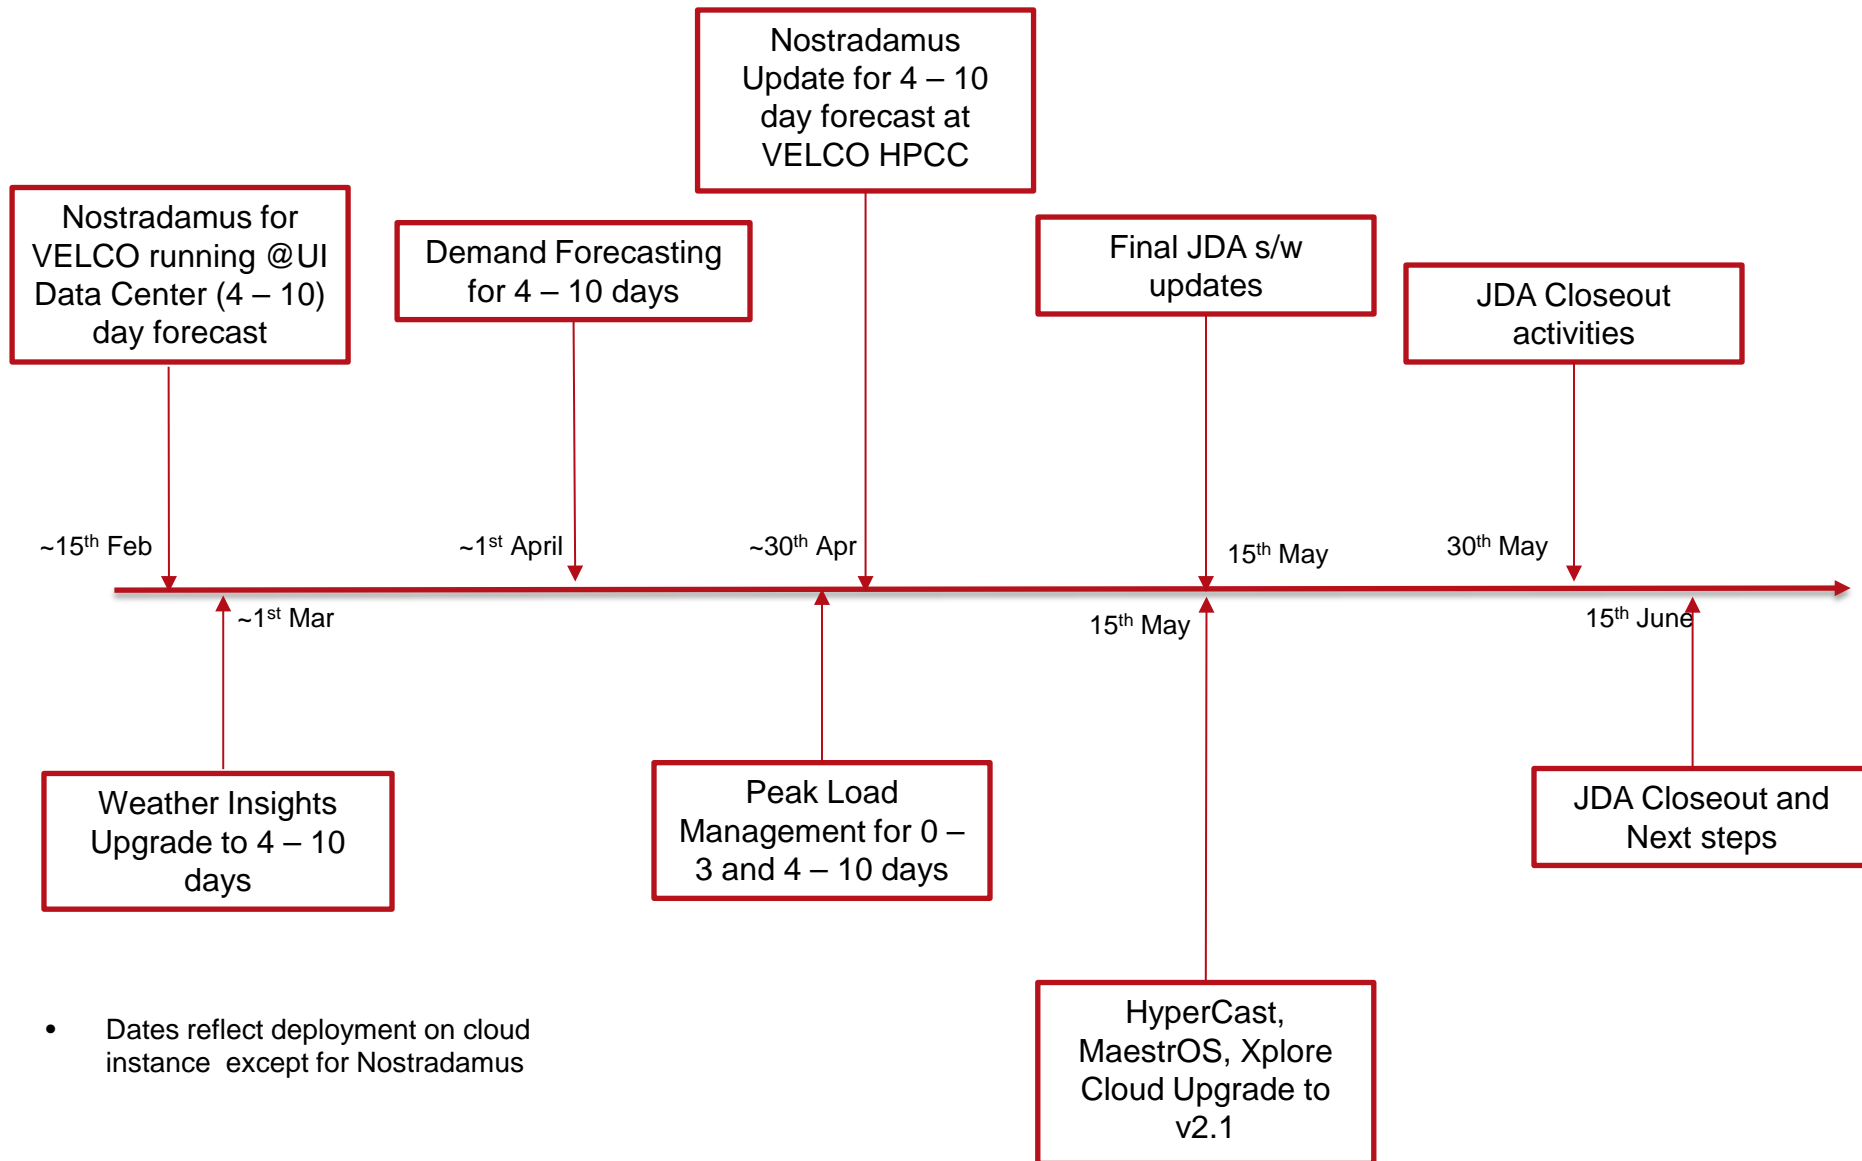 Nostradamus
Update for 4 – 10
day forecast at
VELCO HPCC
Nostradamus for
VELCO running @UI
Data Center (4 – 10)
day forecast
Demand Forecasting
for 4 – 10 days
Final JDA s/w
updates
JDA Closeout
activities
~15th Feb
~1st April
~30th Apr
15th May
30th May
~1st Mar
15th May
15th June
Weather Insights
Upgrade to 4 – 10
days
Peak Load
Management for 0 –
3 and 4 – 10 days
JDA Closeout and
Next steps
HyperCast,
MaestrOS, Xplore
Cloud Upgrade to
v2.1
• Dates reflect deployment on cloud
instance except for Nostradamus